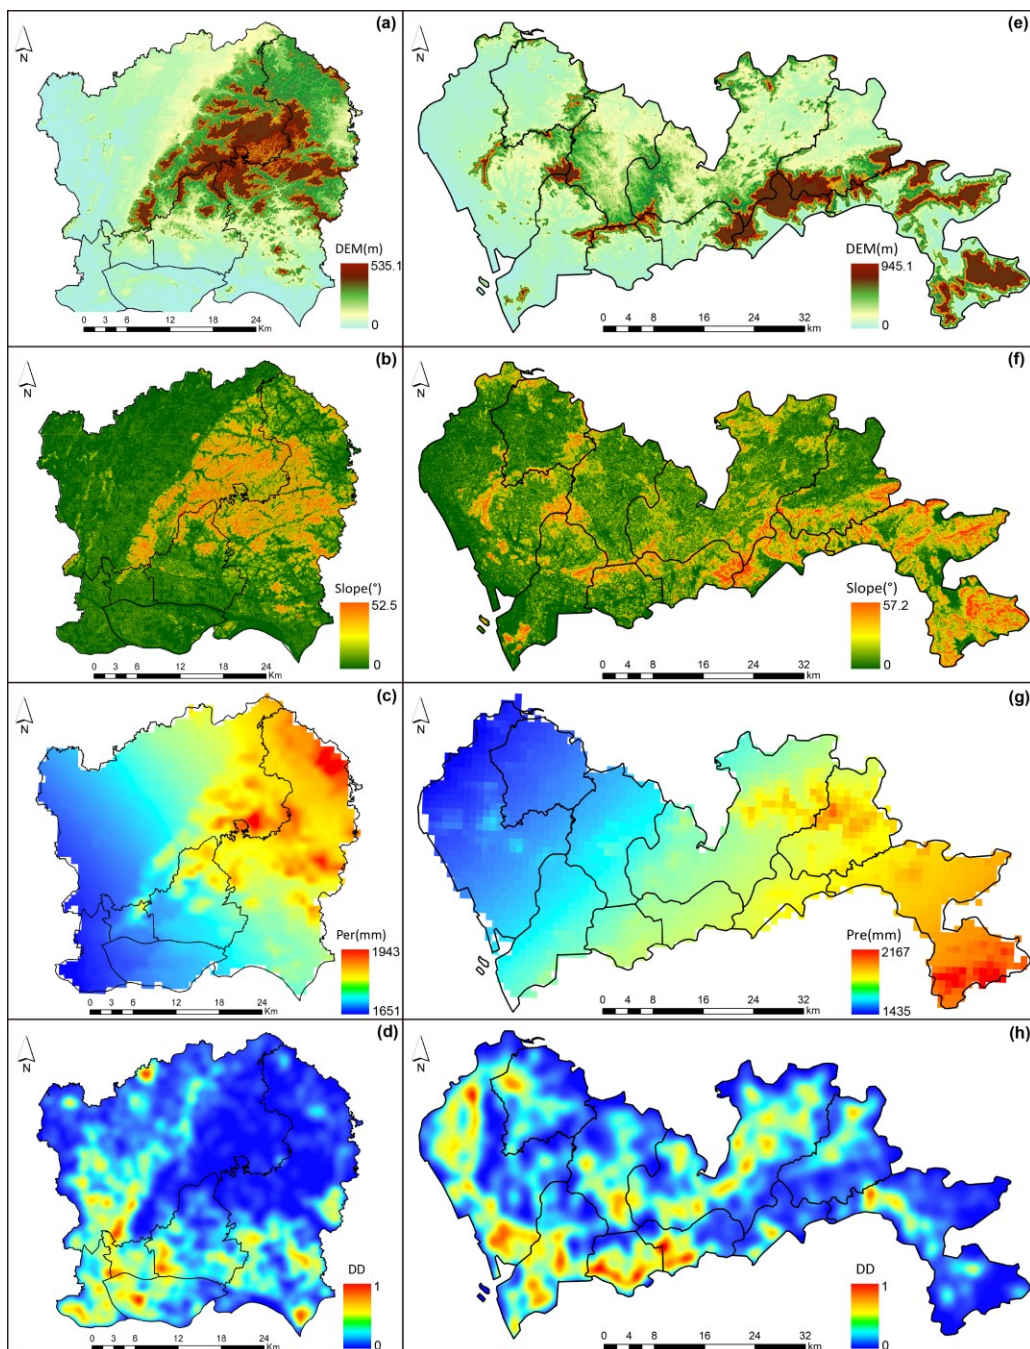 (a)
N
DEM(m)
535.1
0
0 3 6 12 18 24
Km
(e)
N
DEM(m)
945.1
0
0 4 8 16 24 32
km
(b)
N
Slope(°)
52.5
0
0 3 6 12 18 24
Km
(f)
N
Slope(°)
57.2
0
0 4 8 16 24 32
km
(c)
N
Per(mm)
1943
1651
0 3 6 12 18 24
Km
(g)
N
Pre(mm)
2167
1435
0 4 8 16 24 32
km
(d)
N
DD
1
0
0 3 6 12 18 24
Km
(h)
N
DD
1
0
0 4 8 16 24 32
km